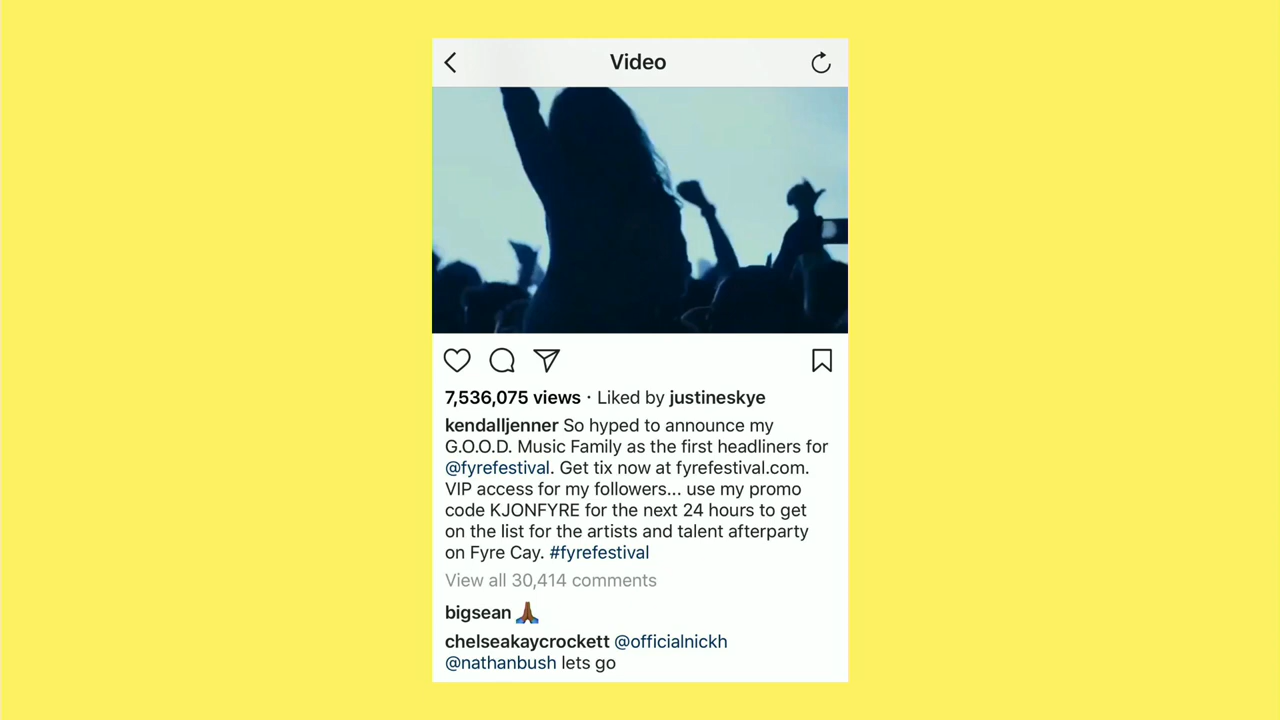 Video
7,536,075 views · Liked by justineskye
kendalljenner So hyped to announce my
G.O.O.D. Music Family as the first headliners for
@fyrefestival. Get tix now at fyrefestival.com.
VIP access for my followers... use my promo
code KJONFYRE for the next 24 hours to get
on the list for the artists and talent afterparty
on Fyre Cay. #fyrefestival
View all 30,414 comments
bigsean 🙏🏾
chelseakaycrockett @officialnickh
@nathanbush lets go